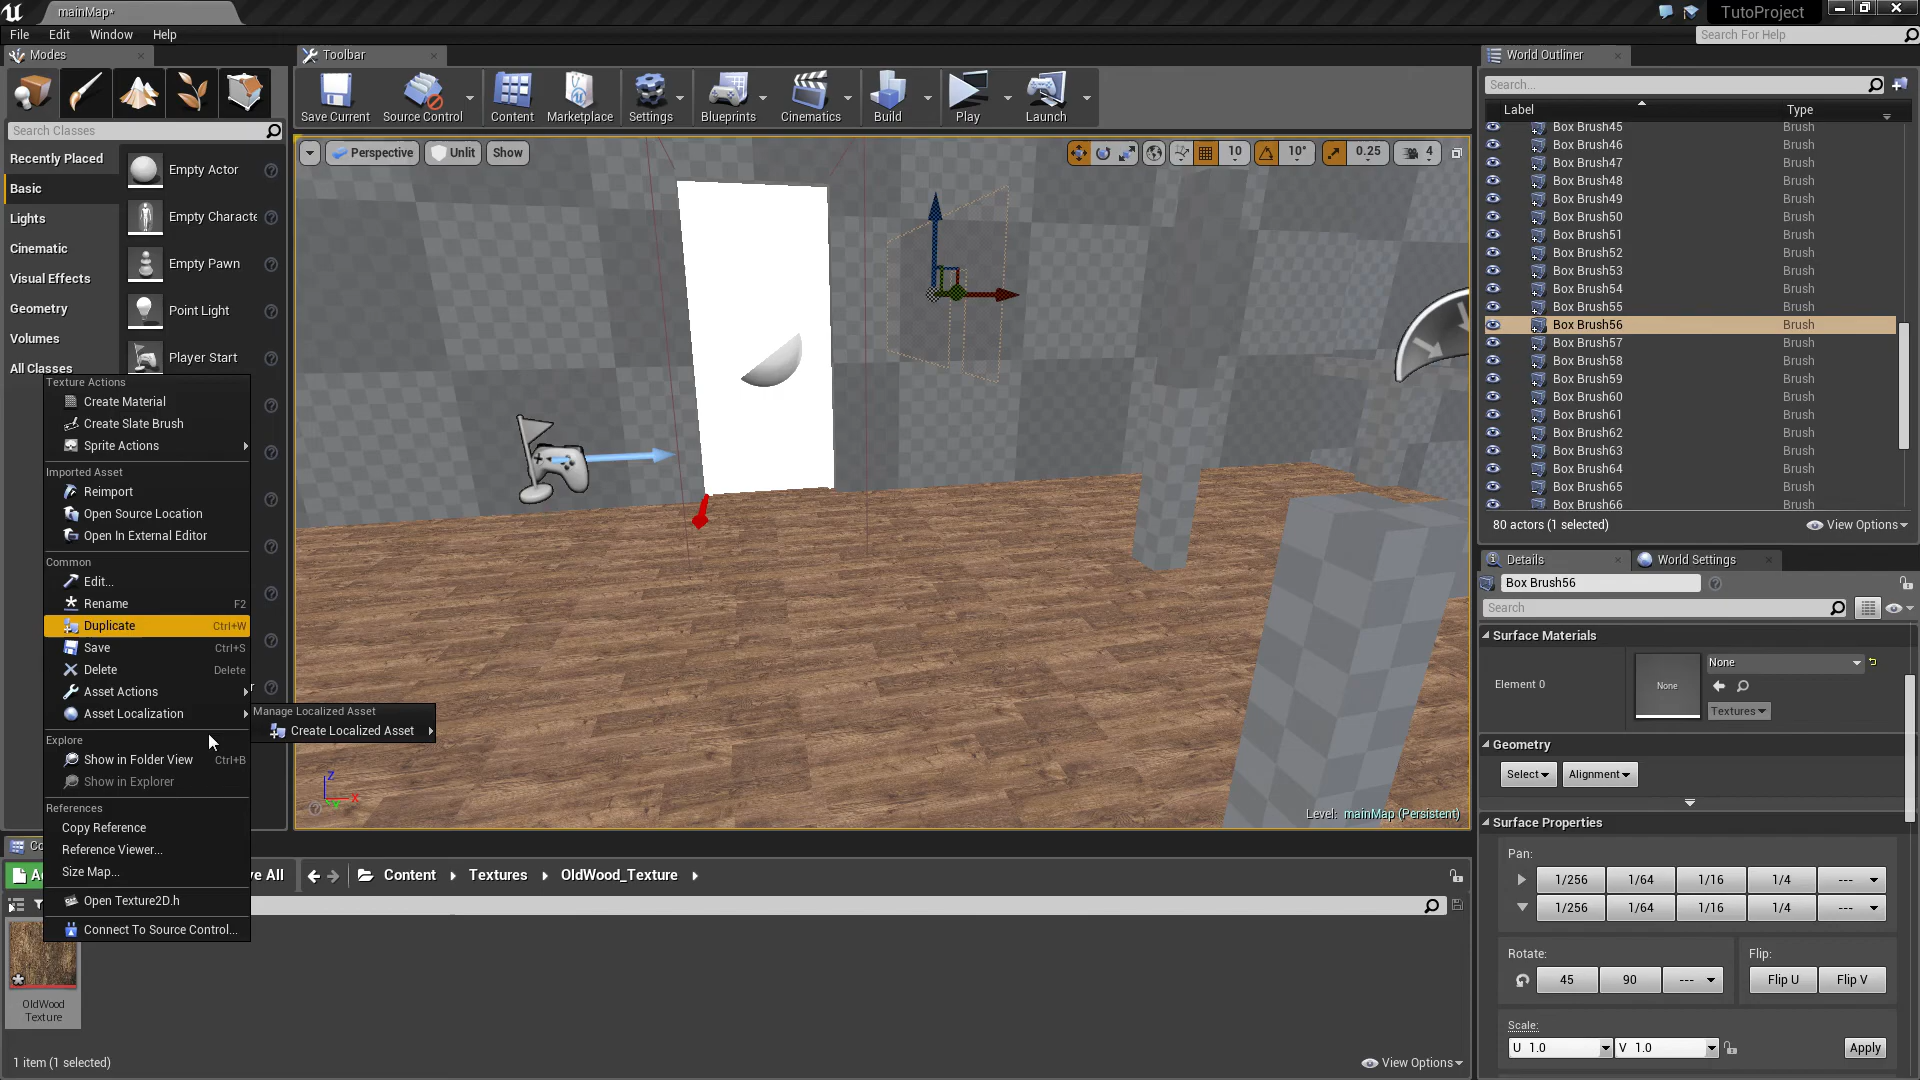 mainMap*
TutoProject
File
Edit
Window
Help
Search For Help
Modes
Toolbar
World Outliner
Save Current
Source Control
Content
Marketplace
Settings
Blueprints
Cinematics
Build
Play
Launch
Search Classes
Recently Placed
Basic
Lights
Cinematic
Visual Effects
Geometry
Volumes
All Classes
Empty Actor
Empty Characte
Empty Pawn
Point Light
Player Start
Perspective
Unlit
Show
10
10°
0.25
4
Search...
Label
Type
Box Brush45 Brush
Box Brush46 Brush
Box Brush47 Brush
Box Brush48 Brush
Box Brush49 Brush
Box Brush50 Brush
Box Brush51 Brush
Box Brush52 Brush
Box Brush53 Brush
Box Brush54 Brush
Box Brush55 Brush
Box Brush56 Brush
Box Brush57 Brush
Box Brush58 Brush
Box Brush59 Brush
Box Brush60 Brush
Box Brush61 Brush
Box Brush62 Brush
Box Brush63 Brush
Box Brush64 Brush
Box Brush65 Brush
Box Brush66 Brush
80 actors (1 selected)
View Options
Texture Actions
Create Material
Create Slate Brush
Sprite Actions
Imported Asset
Reimport
Open Source Location
Open In External Editor
Common
Edit...
Rename F2
Duplicate Ctrl+W
Save Ctrl+S
Delete Delete
Asset Actions
Asset Localization
Explore
Show in Folder View Ctrl+B
Show in Explorer
References
Copy Reference
Reference Viewer...
Size Map...
Open Texture2D.h
Connect To Source Control...
Manage Localized Asset
Create Localized Asset
Z
X
Y
Level: mainMap (Persistent)
Details
World Settings
Box Brush56
Search
Surface Materials
Element 0
None
None
Textures
Geometry
Select
Alignment
Surface Properties
Pan:
1/256
1/64
1/16
1/4
---
1/256
1/64
1/16
1/4
---
Rotate:
Flip:
45
90
---
Flip U
Flip V
Scale:
U 1.0
V 1.0
Apply
Co
A
ve All
Content
Textures
OldWood_Texture
OldWood
Texture
1 item (1 selected)
View Options